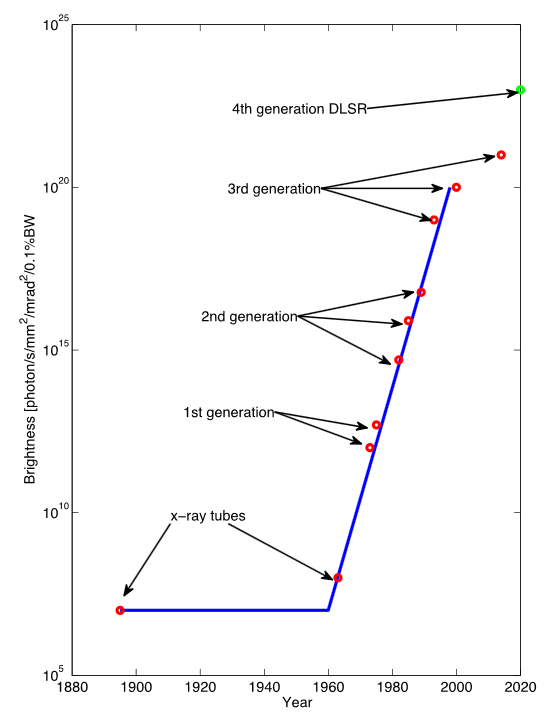 10^25
4th generation DLSR
10^20
3rd generation
2nd generation
10^15
1st generation
x−ray tubes
10^10
10^5
Brightness [photon/s/mm^2/mrad^2/0.1%BW
1880 1900 1920 1940 1960 1980 2000 2020
Year